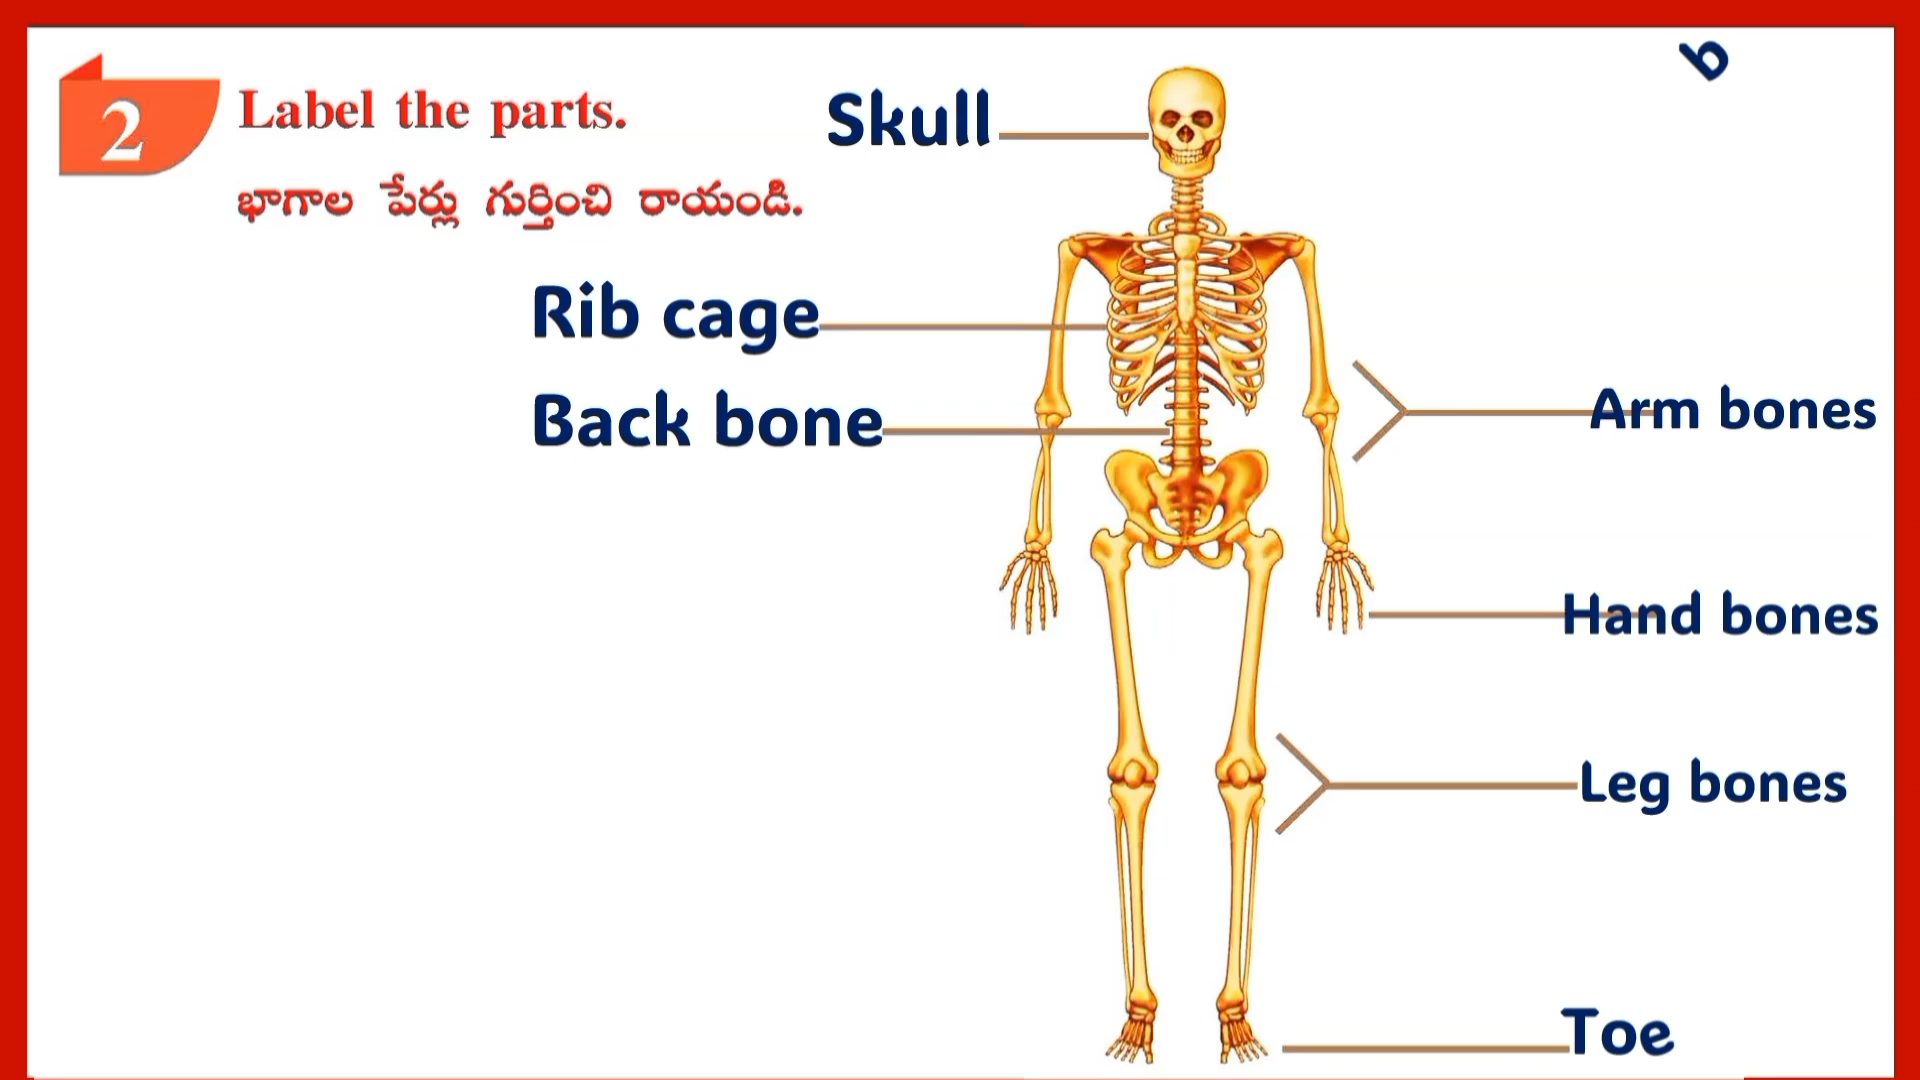 2
Label the parts.
భాగాల పేర్లు గుర్తించి రాయండి.
Skull
Rib cage
Back bone
Arm bones
Hand bones
Leg bones
Toe
b